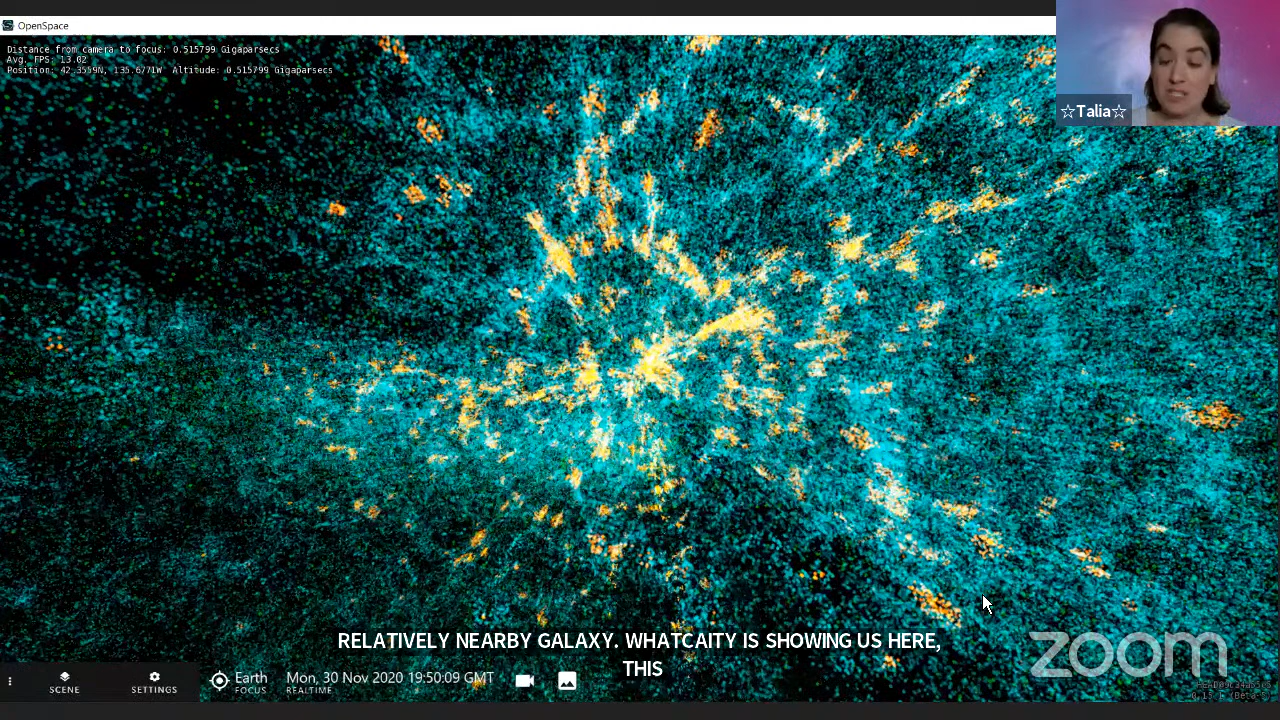 OpenSpace
Distance from camera to focus: 0.515799 Gigaparsecs
Avg. FPS: 13.02
Position: 42.3559N, 135.6771W Altitude: 0.515799 Gigaparsecs
☆Talia☆
RELATIVELY NEARBY GALAXY. WHATCAITY IS SHOWING US HERE,
THIS
zoom
SCENE
SETTINGS
Earth
FOCUS
Mon, 30 Nov 2020 19:50:09 GMT
REALTIME